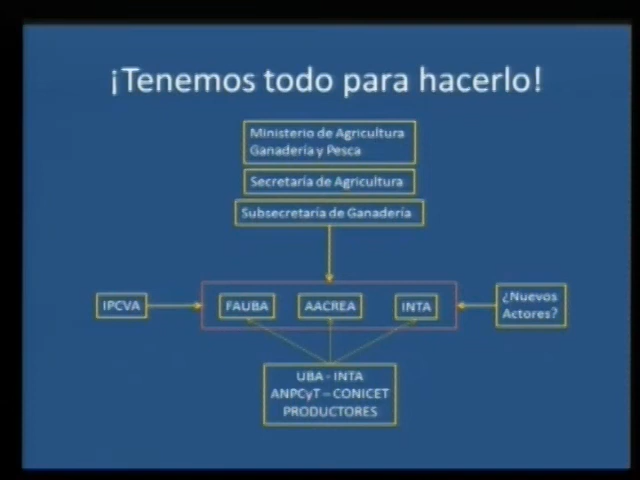 ¡Tenemos todo para hacerlo!
Ministerio de Agricultura
Ganadería y Pesca
Secretaría de Agricultura
Subsecretaría de Ganadería
IPCVA
FAUBA
AACREA
INTA
¿Nuevos
Actores?
UBA - INTA
ANPCyT – CONICET
PRODUCTORES